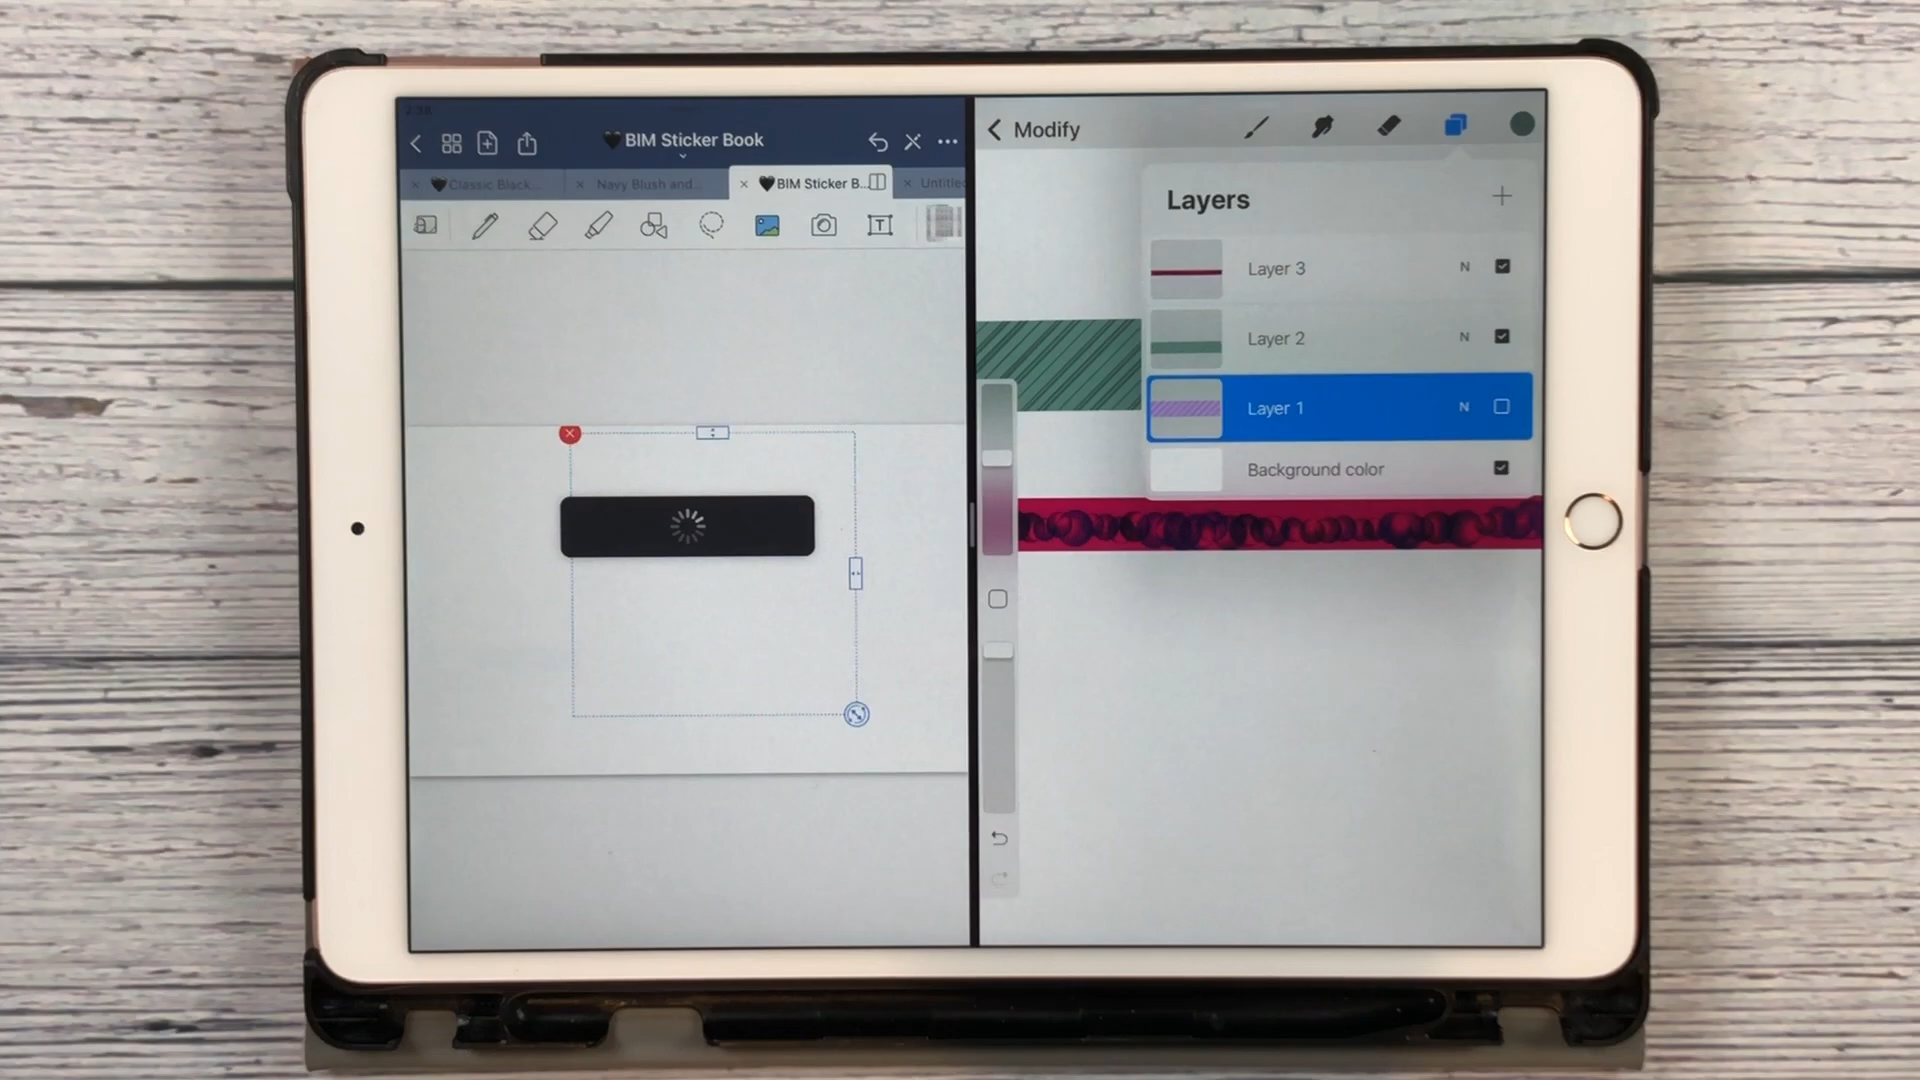 🖤 BIM Sticker Book
🖤Classic Black...
Navy Blush and...
🖤BIM Sticker B...
Untitled
T
Modify
Layers
Layer 3 N
Layer 2 N
Layer 1 N
Background color